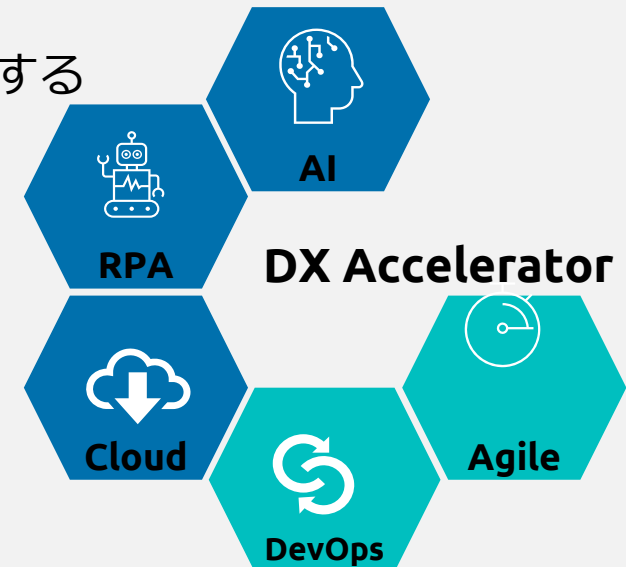 する
AI
RPA
DX Accelerator
Cloud
Agile
DevOps